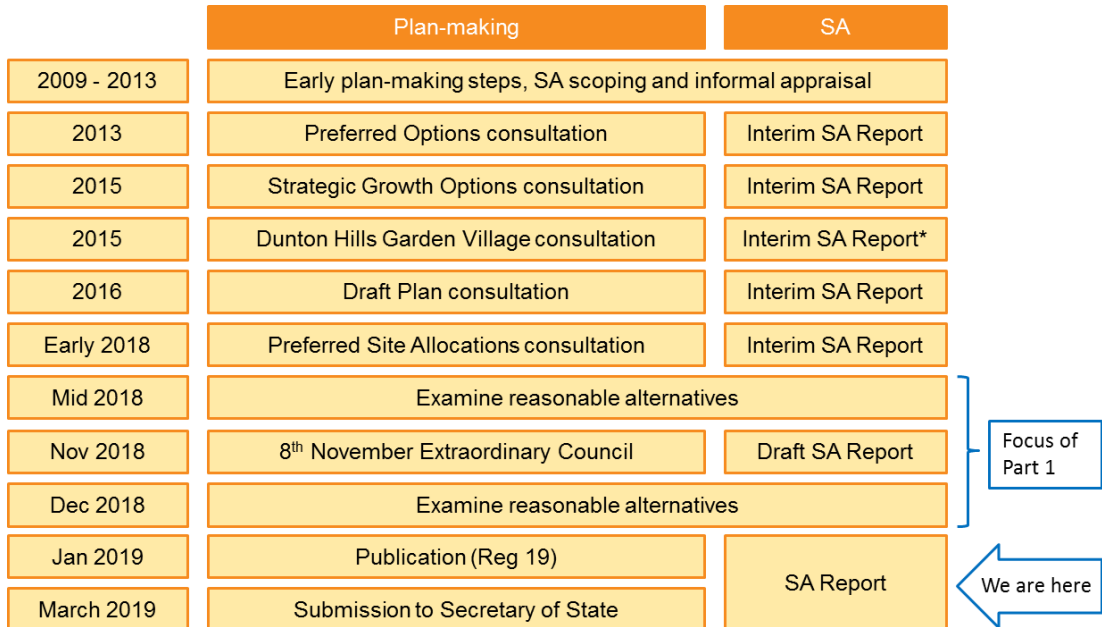 Plan-making SA
2009 - 2013 Early plan-making steps, SA scoping and informal appraisal
2013 Preferred Options consultation Interim SA Report
2015 Strategic Growth Options consultation Interim SA Report
2015 Dunton Hills Garden Village consultation Interim SA Report*
2016 Draft Plan consultation Interim SA Report
Early 2018 Preferred Site Allocations consultation Interim SA Report
Mid 2018 Examine reasonable alternatives
Nov 2018 8th November Extraordinary Council Draft SA Report
Focus of
Part 1
Dec 2018 Examine reasonable alternatives
Jan 2019 Publication (Reg 19)
SA Report We are here
March 2019 Submission to Secretary of State